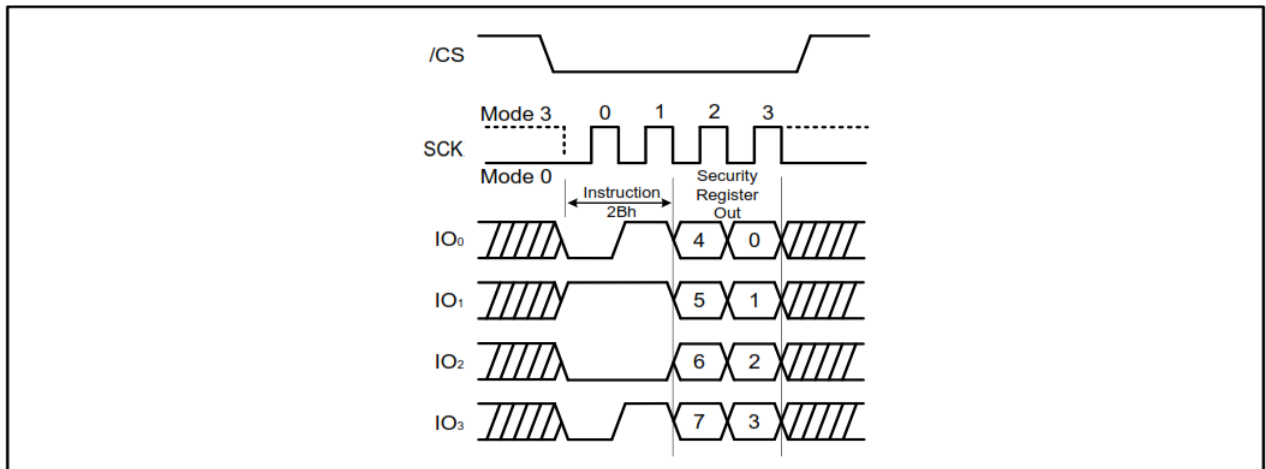 /CS
Mode 3 0 1 2 3
SCK
Mode 0
Instruction
2Bh
Security
Register
Out
IO0 4 0
IO1 5 1
IO2 6 2
IO3 7 3